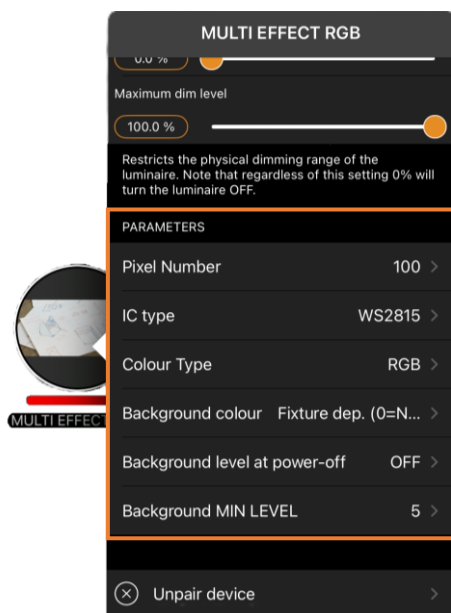 MULTI EFFECT RGB
0.0 %
Maximum dim level
100.0 %
Restricts the physical dimming range of the
luminaire. Note that regardless of this setting 0% will
turn the luminaire OFF.
PARAMETERS
Pixel Number 100
IC type WS2815
Colour Type RGB
Background colour Fixture dep. (0=N...
Background level at power-off OFF
Background MIN LEVEL 5
MULTI EFFECT
Unpair device